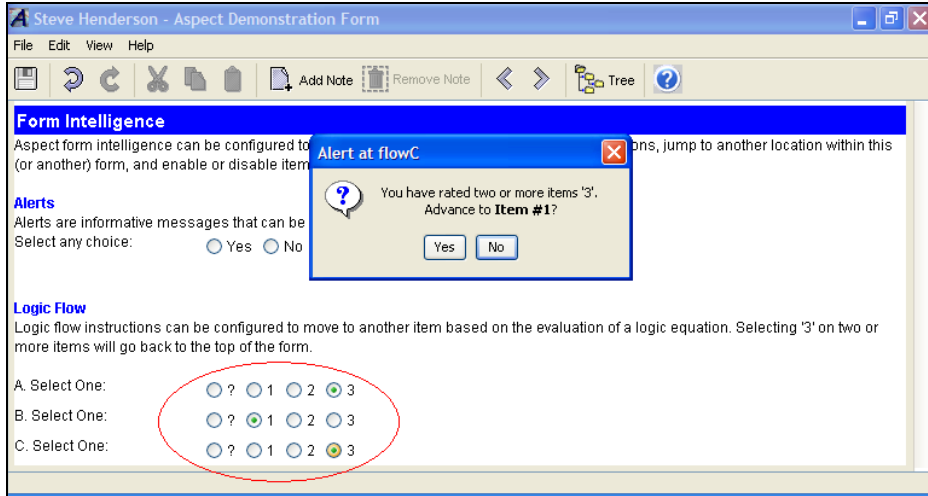 Steve Henderson - Aspect Demonstration Form
File Edit View Help
Add Note Remove Note Tree ?
Form Intelligence
Aspect form intelligence can be configured to ons, jump to another location within this
(or another) form, and enable or disable item
Alert at flowC
? You have rated two or more items '3'.
Advance to Item #1?
Yes No
Alerts
Alerts are informative messages that can be
Select any choice: Yes No
Logic Flow
Logic flow instructions can be configured to move to another item based on the evaluation of a logic equation. Selecting '3' on two or
more items will go back to the top of the form.
A. Select One: ? 1 2 3
B. Select One: ? 1 2 3
C. Select One: ? 1 2 3